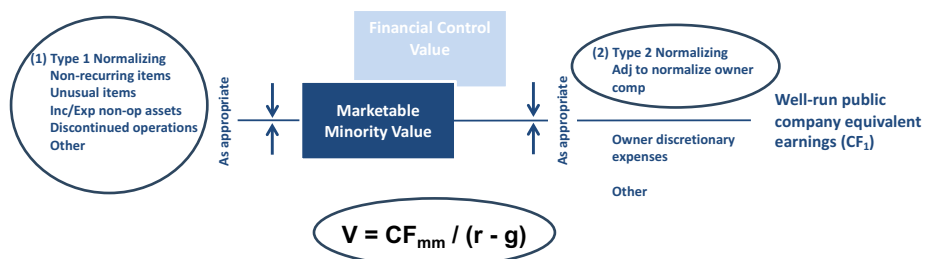 Financial Control
Value
(1) Type 1 Normalizing
Non-recurring items
Unusual items
Inc/Exp non-op assets
Discontinued operations
Other
As appropriate
Marketable
Minority Value
As appropriate
(2) Type 2 Normalizing
Adj to normalize owner
comp
Owner discretionary
expenses
Other
Well-run public
company equivalent
earnings (CF₁)
V = CFmm / (r - g)